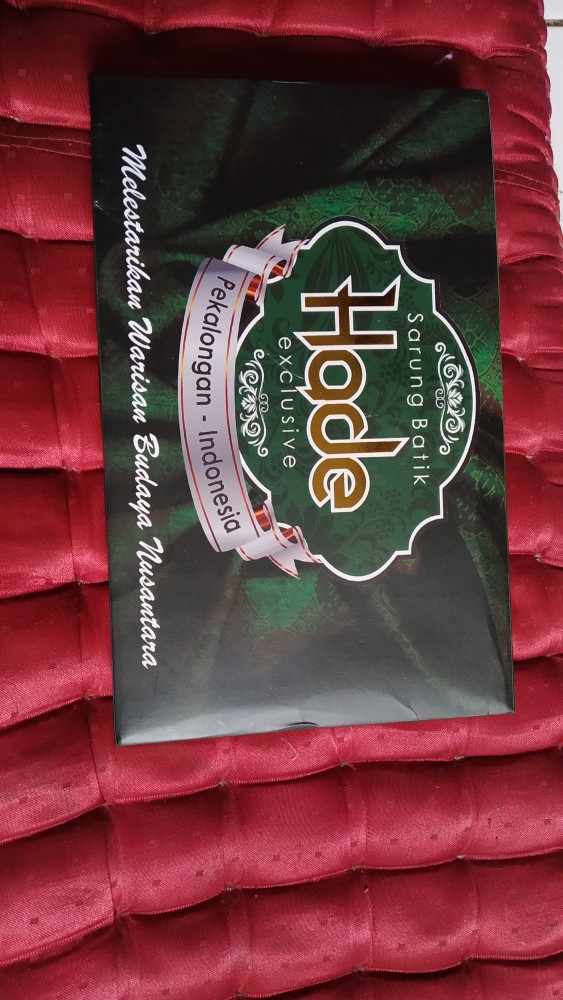 Sarung Batik
Hade
exclusive
Pekalongan - Indonesia
Melestarikan Warisan Budaya Nusantara